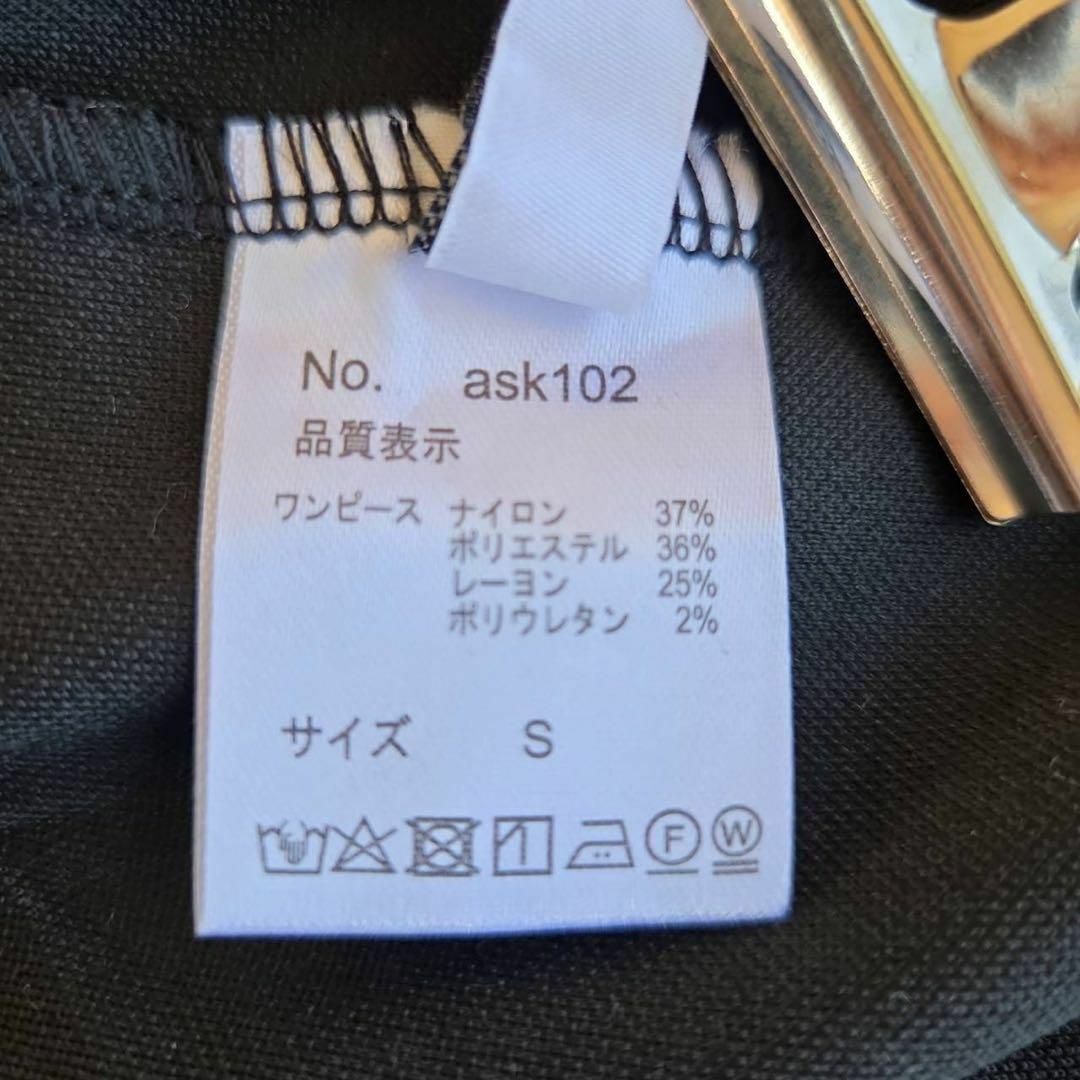 No. ask102
品質表示
ワンピース ナイロン 37%
ポリエステル 36%
レーヨン 25%
ポリウレタン 2%
サイズ S
F W